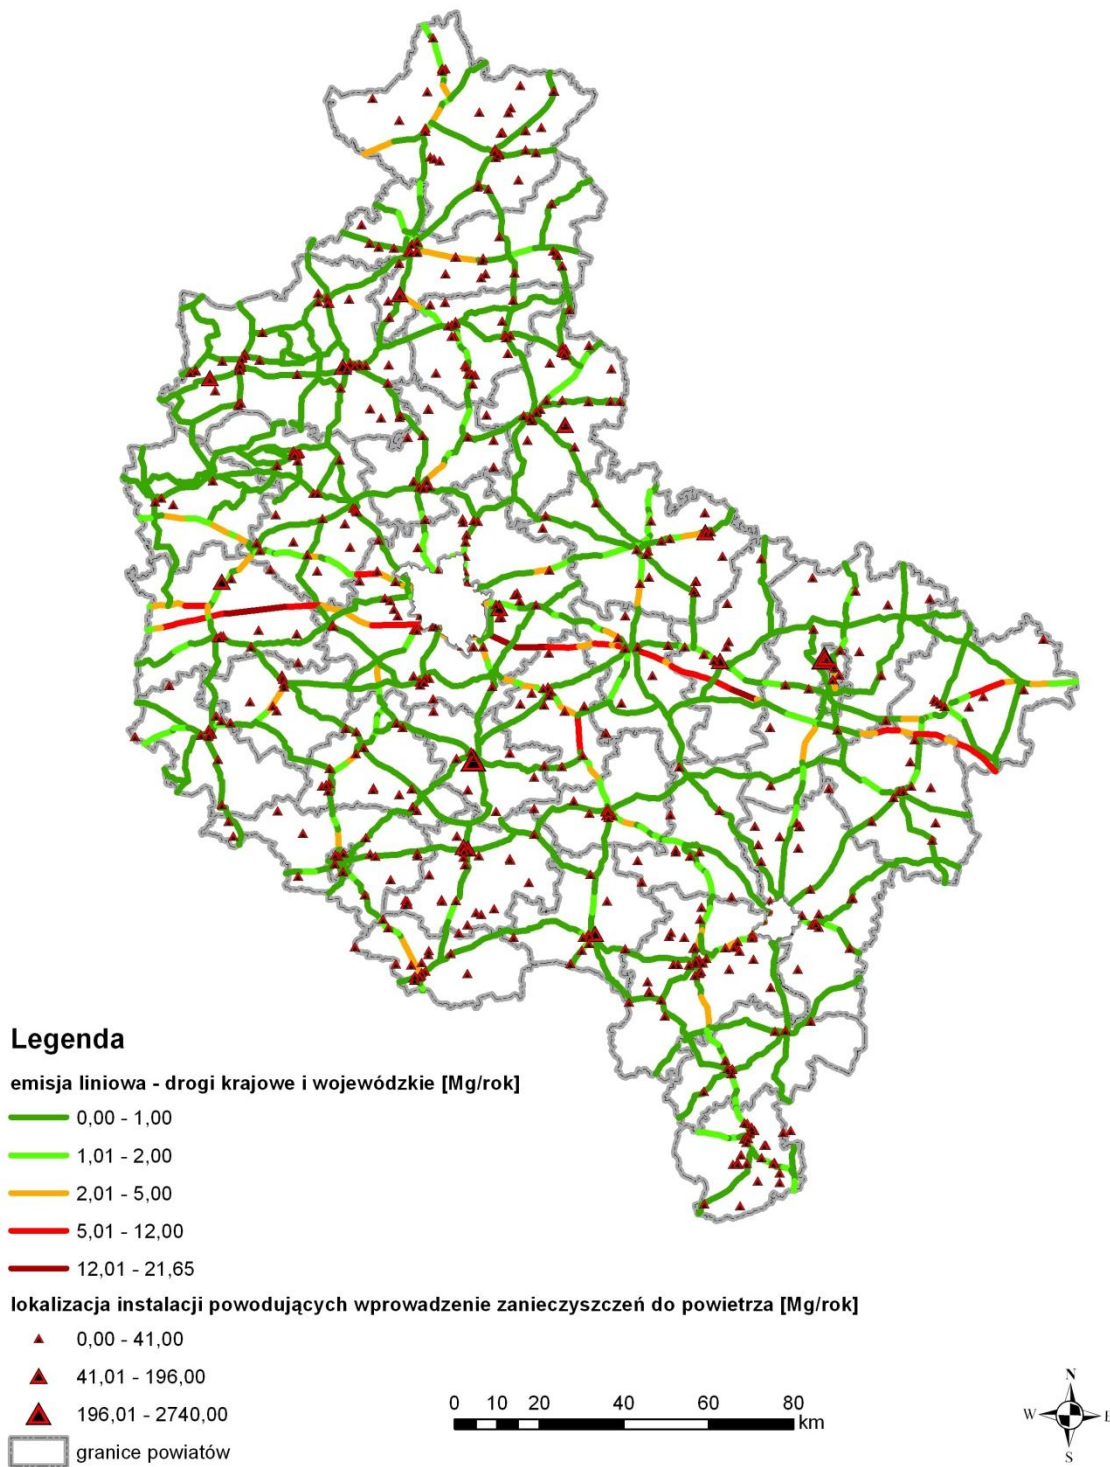 Legenda
emisja liniowa - drogi krajowe i wojewódzkie [Mg/rok]
0,00 - 1,00
1,01 - 2,00
2,01 - 5,00
5,01 - 12,00
12,01 - 21,65
lokalizacja instalacji powodujących wprowadzenie zanieczyszczeń do powietrza [Mg/rok]
0,00 - 41,00
41,01 - 196,00
196,01 - 2740,00
granice powiatów
0 10 20 40 60 80
km
N
W E
S